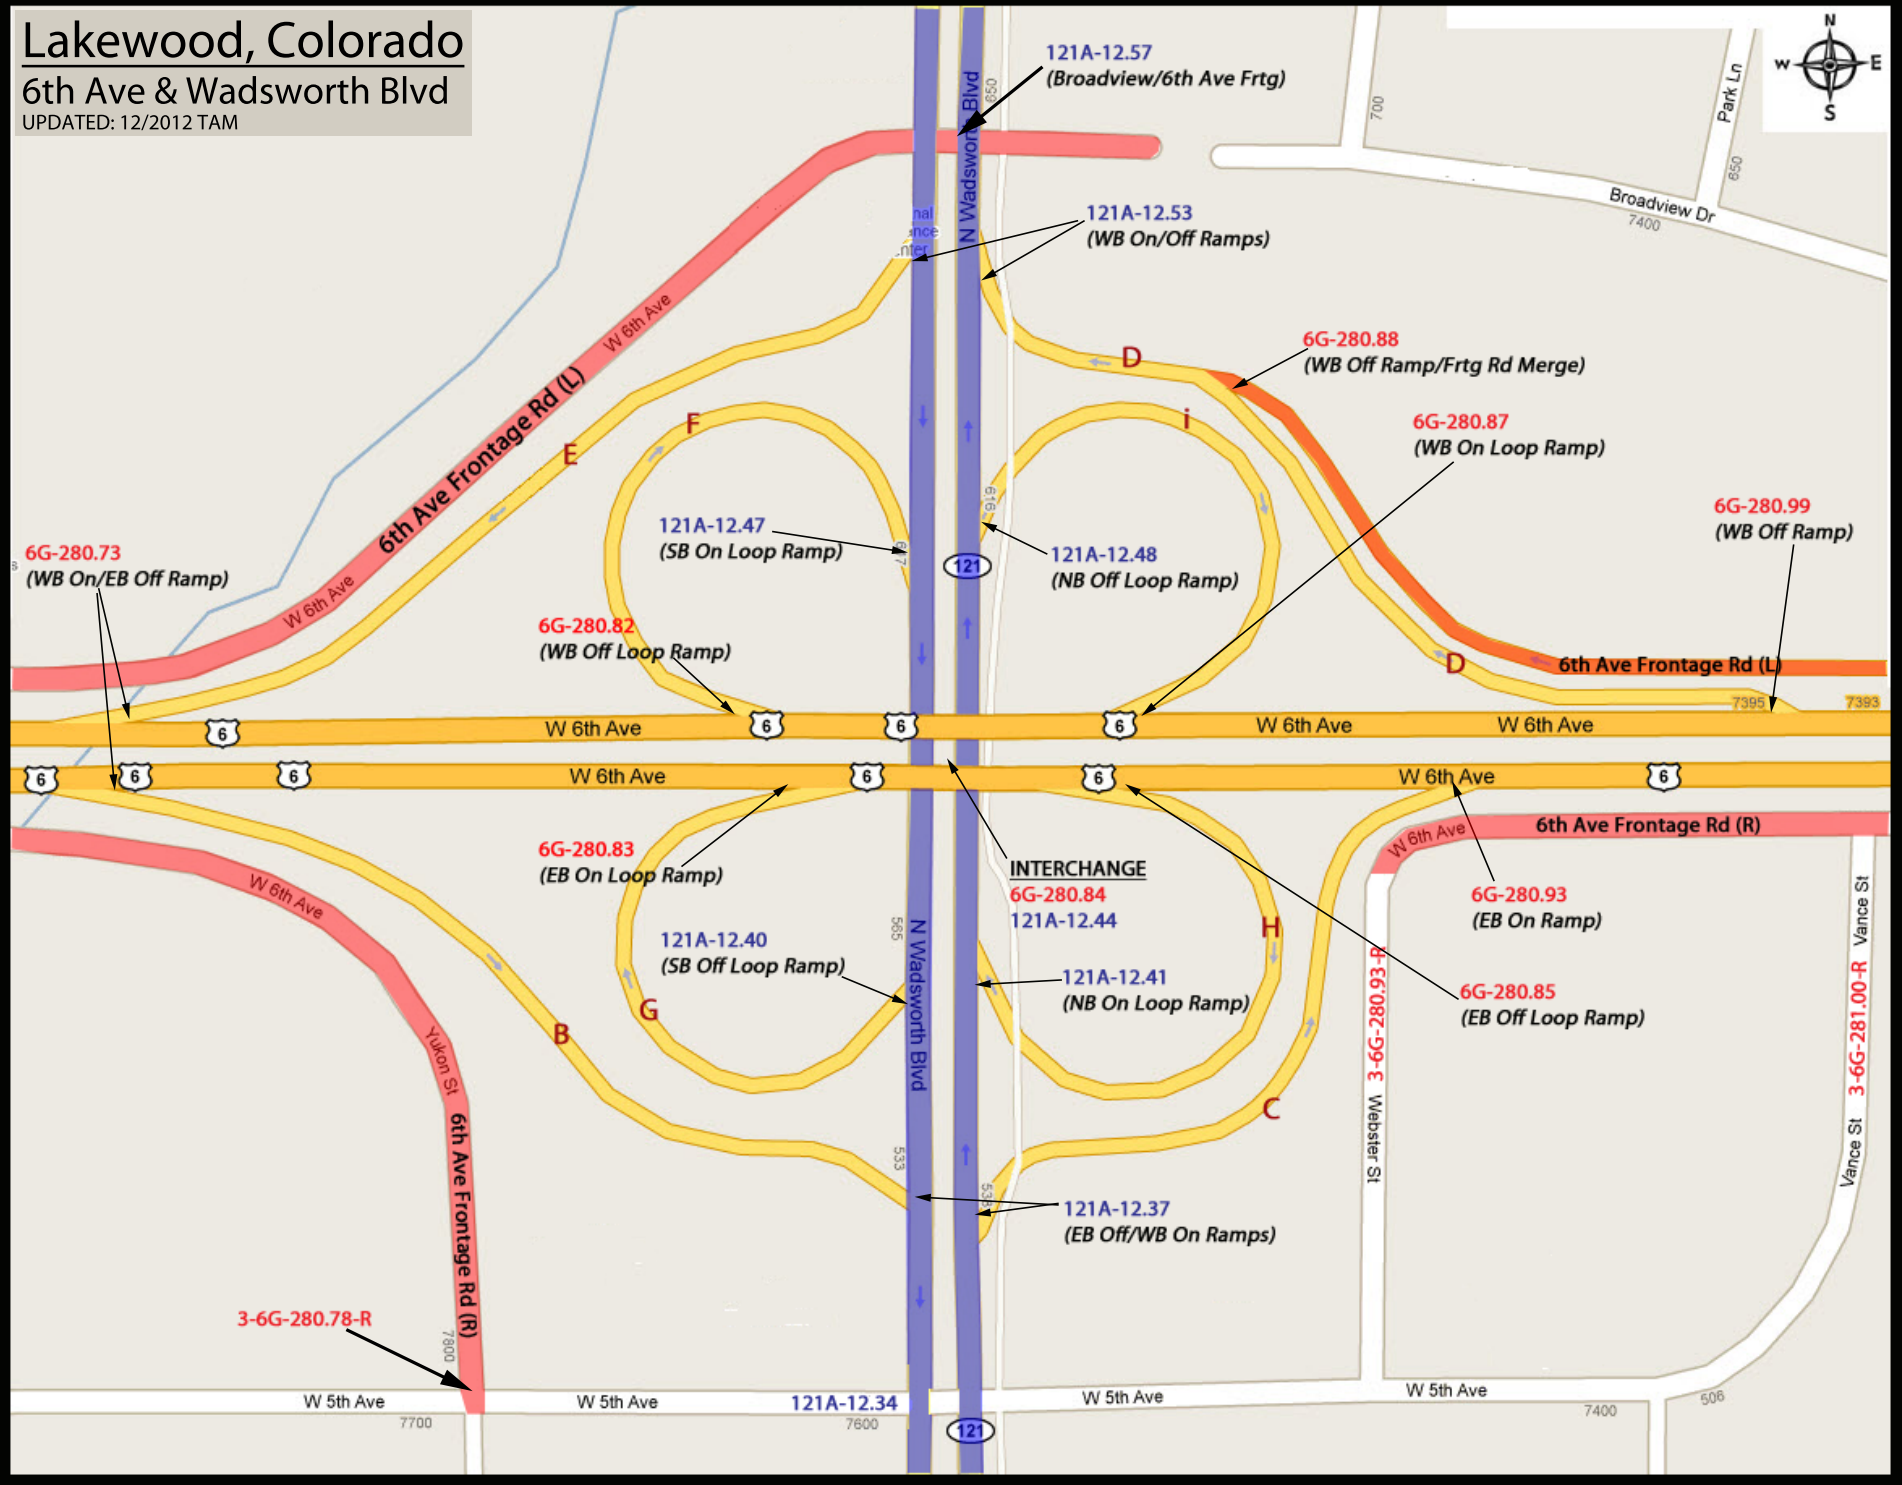 Lakewood, Colorado
6th Ave & Wadsworth Blvd
UPDATED: 12/2012 TAM
N
W
E
S
121A-12.57
(Broadview/6th Ave Frtg)
N Wadsworth Blvd
650
700
Park Ln
650
Broadview Dr
7400
nal
nce
nter
121A-12.53
(WB On/Off Ramps)
W 6th Ave
6th Ave Frontage Rd (L)
W 6th Ave
D
6G-280.88
(WB Off Ramp/Frtg Rd Merge)
6G-280.87
(WB On Loop Ramp)
F
i
E
616
121A-12.47
(SB On Loop Ramp)
121
121A-12.48
(NB Off Loop Ramp)
6G-280.99
(WB Off Ramp)
s
6G-280.73
(WB On/EB Off Ramp)
6G-280.82
(WB Off Loop Ramp)
D
6th Ave Frontage Rd (L)
7395
7393
6
W 6th Ave
6
6
6
W 6th Ave
W 6th Ave
6
6
6
W 6th Ave
6
6
W 6th Ave
6
6th Ave Frontage Rd (R)
W 6th Ave
6G-280.83
(EB On Loop Ramp)
INTERCHANGE
6G-280.84
121A-12.44
6G-280.93
(EB On Ramp)
W 6th Ave
565
N Wadsworth Blvd
H
121A-12.40
(SB Off Loop Ramp)
121A-12.41
(NB On Loop Ramp)
6G-280.85
(EB Off Loop Ramp)
G
B
C
3-6G-280.93-R
Webster St
Vance St
3-6G-281.00-R
Vance St
Yukon St
6th Ave Frontage Rd (R)
533
121A-12.37
(EB Off/WB On Ramps)
3-6G-280.78-R
7800
W 5th Ave
W 5th Ave
121A-12.34
W 5th Ave
W 5th Ave
7700
7600
121
7400
506